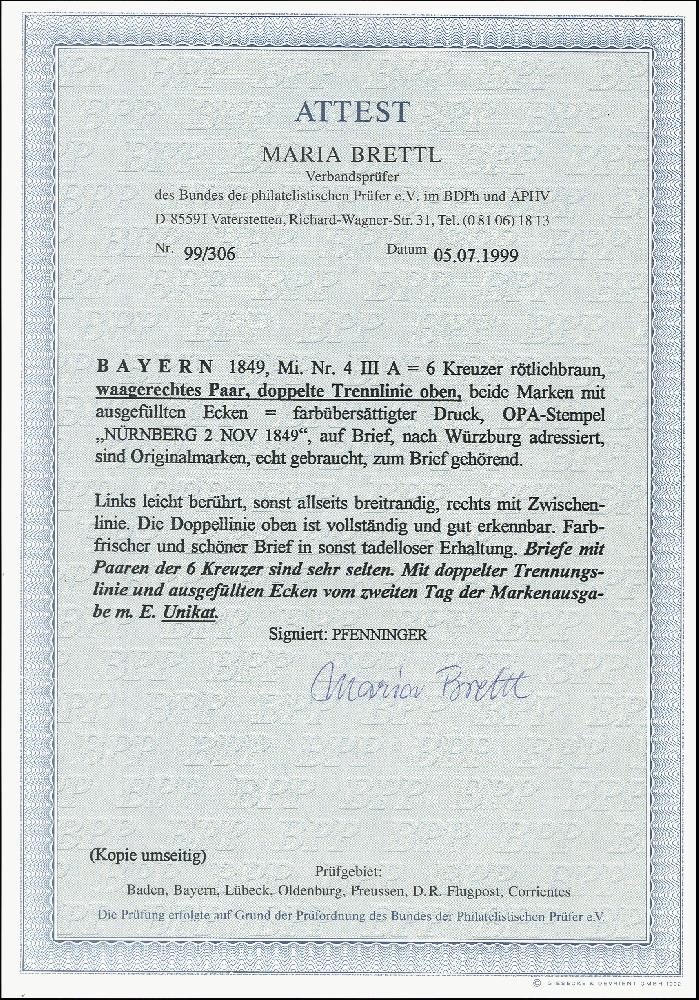 ATTEST
MARIA BRETTL
Verbandsprüfer
des Bundes der philatelistischen Prüfer e.V. im BDPh und APHV
D-85591 Vaterstetten, Richard-Wagner-Str. 31, Tel. (0 81 06) 18 13
Nr. 99/306 Datum 05.07.1999
BAYERN 1849, Mi. Nr. 4 III A = 6 Kreuzer rötlichbraun,
waagerechtes Paar, doppelte Trennlinie oben, beide Marken mit
ausgefüllten Ecken = farbübersättigter Druck, OPA-Stempel
„NÜRNBERG 2 NOV 1849“, auf Brief, nach Würzburg adressiert,
sind Originalmarken, echt gebraucht, zum Brief gehörend.
Links leicht berührt, sonst allseits breitrandig, rechts mit Zwischen-
linie. Die Doppellinie oben ist vollständig und gut erkennbar. Farb-
frischer und schöner Brief in sonst tadelloser Erhaltung. Briefe mit
Paaren der 6 Kreuzer sind sehr selten. Mit doppelter Trennungs-
linie und ausgefüllten Ecken vom zweiten Tag der Markenausga-
be m. E. Unikat.
Signiert: PFENNINGER
Maria Brettl
(Kopie umseitig)
Prüfgebiet:
Baden, Bayern, Lübeck, Oldenburg, Preussen, D.R. Flugpost, Corrientes
Die Prüfung erfolgte auf Grund der Prüfordnung des Bundes der Philatelistischen Prüfer e.V.
© GIESECKE & DEVRIENT GMBH